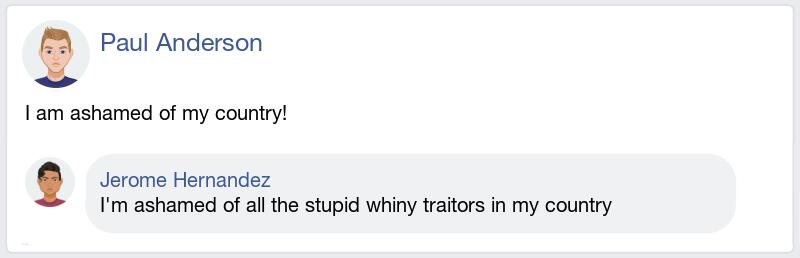 Paul Anderson
I am ashamed of my country!
Jerome Hernandez
I'm ashamed of all the stupid whiny traitors in my country